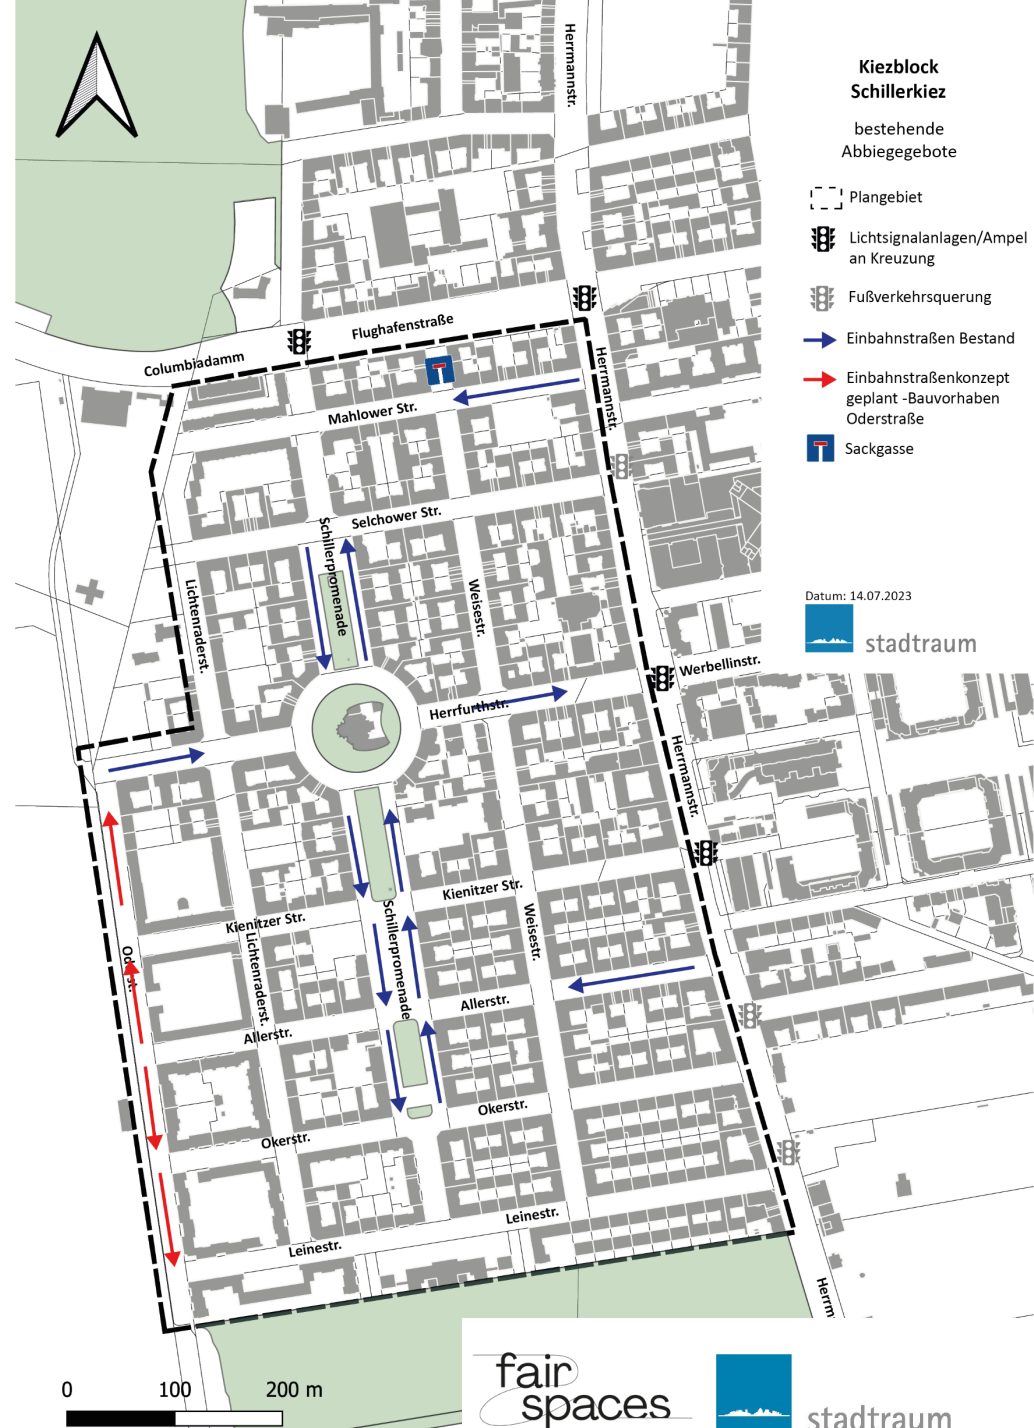 Herrmannstr.
Kiezblock
Schillerkiez
bestehende
Abbiegegebote
Plangebiet
Lichtsignalanlagen/Ampel
an Kreuzung
Fußverkehrsquerung
Einbahnstraßen Bestand
Einbahnstraßenkonzept
geplant -Bauvorhaben
Oderstraße
Sackgasse
Datum: 14.07.2023
stadtraum
Flughafenstraße
Columbiadamm
Herrmannstr.
Mahlower Str.
Selchower Str.
Schillerpromenade
Lichtenraderst.
Weisestr.
Werbellinstr.
Herrfurthstr.
Herrmannstr.
Kienitzer Str.
Kienitzer Str.
Schillerpromenade
Weisestr.
Lichtenraderst.
Allerstr.
Allerstr.
Okerstr.
Okerstr.
Leinestr.
Leinestr.
Herrm
0 100 200 m
fair
spaces
stadtraum